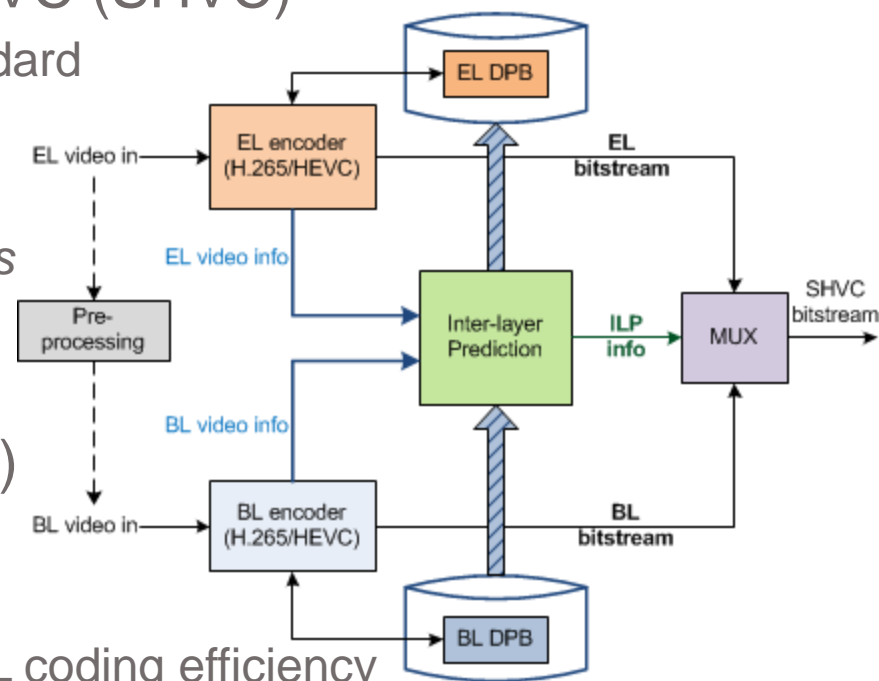 VC (SHVC)
dard
EL DPB
EL encoder
(H.265/HEVC)
EL video in
EL
bitstream
s
EL video info
Pre-
processing
Inter-layer
Prediction
ILP
info
MUX
SHVC
bitstream
BL video info
)
BL encoder
(H.265/HEVC)
BL video in
BL
bitstream
BL DPB
L coding efficiency